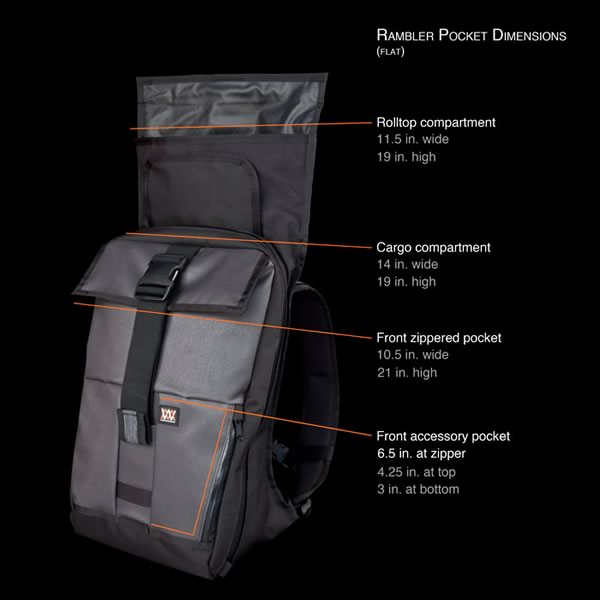 Rambler Pocket Dimensions
(flat)
Rolltop compartment
11.5 in. wide
19 in. high
Cargo compartment
14 in. wide
19 in. high
Front zippered pocket
10.5 in. wide
21 in. high
Front accessory pocket
6.5 in. at zipper
4.25 in. at top
3 in. at bottom